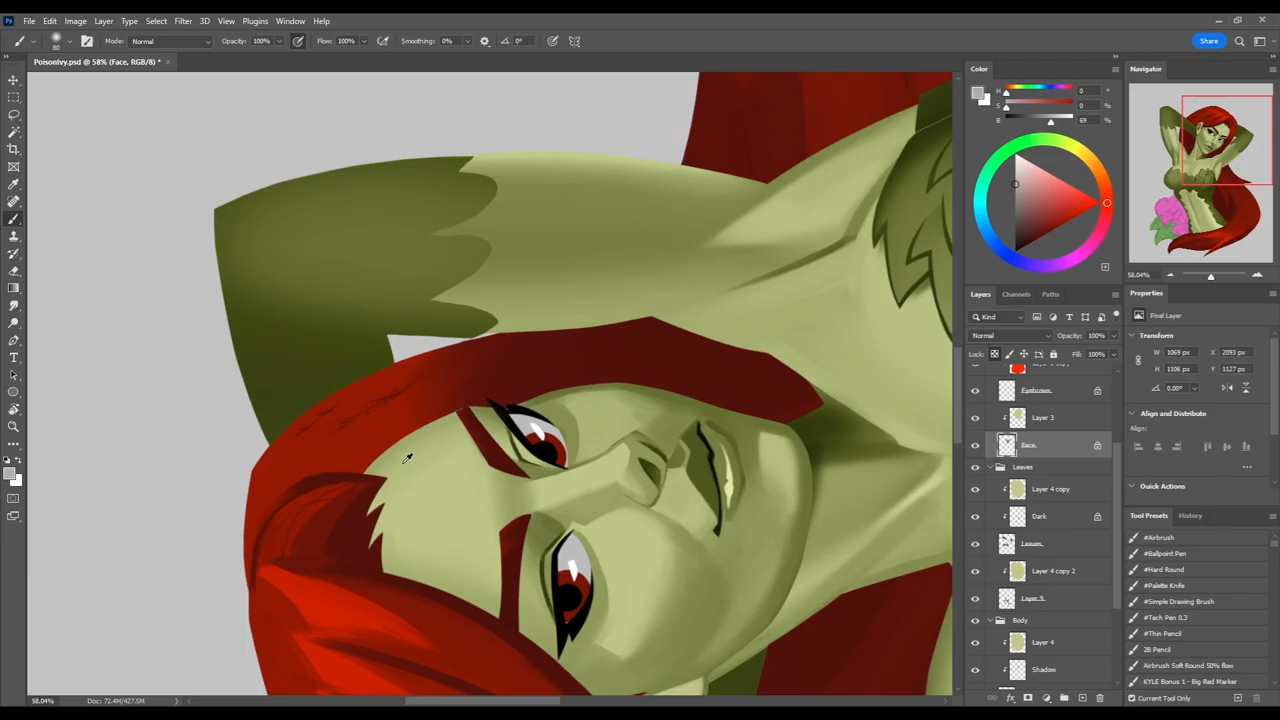 File Edit Image Layer Type Select Filter 3D View Plugins Window Help
80 Mode: Normal Opacity: 100% Flow: 100% Smoothing: 0% 0° Share
PoisonIvy.psd @ 58% (Face, RGB/8) * ×
Color
H 0 °
S 0 %
B 69 %
Navigator
58.04%
Layers Channels Paths
Kind
Normal Opacity: 100%
Lock: Fill: 100%
Eyebrows
Layer 3
Face
Leaves
Layer 4 copy
Dark
Leaves
Layer 4 copy 2
Layer 9
Body
Layer 4
Shadow
Properties
Pixel Layer
Transform
W 1069 px X 2093 px
H 1106 px Y 1127 px
0.00°
Align and Distribute
Align:
Quick Actions
Tool Presets History
#Airbrush
#Ballpoint Pen
#Hard Round
#Palette Knife
#Simple Drawing Brush
#Tech Pen 0.3
#Thin Pencil
2B Pencil
Airbrush Soft Round 50% flow
KYLE Bonus 1 - Big Red Marker
Current Tool Only
58.04% Doc: 72.4M/427.5M